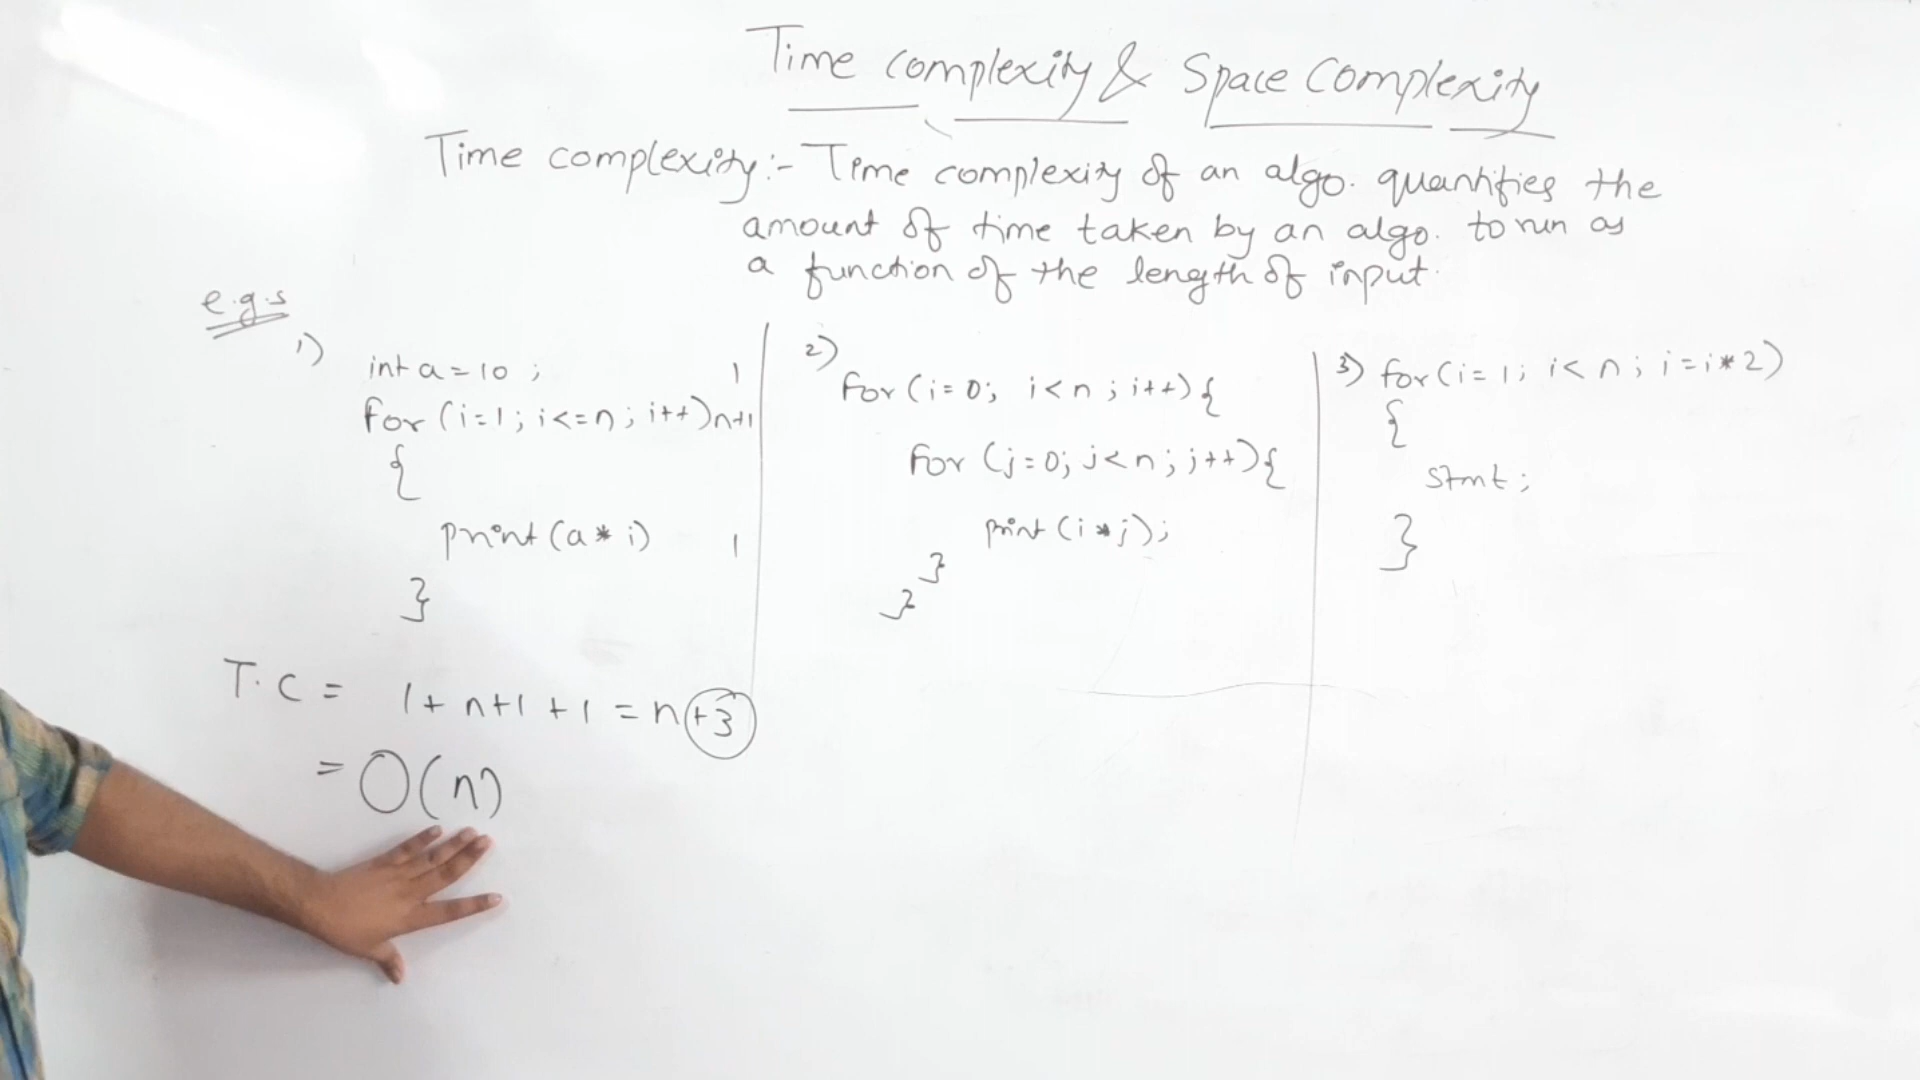 Time complexity & Space Complexity
Time complexity:- Time complexity of an algo. quantifies the
amount of time taken by an algo. to run as
a function of the length of input.
e.g.s
1)
int a = 10 ; 1
for (i=1; i<=n; i++) n+1
{
print (a * i) 1
}
T.C = 1 + n+1 + 1 = n+3
= O(n)
2)
for (i = 0; i < n ; i++) {
for (j = 0; j < n ; j++) {
print (i * j);
}
}
3) for (i = 1; i < n ; i = i * 2)
{
stmt;
}